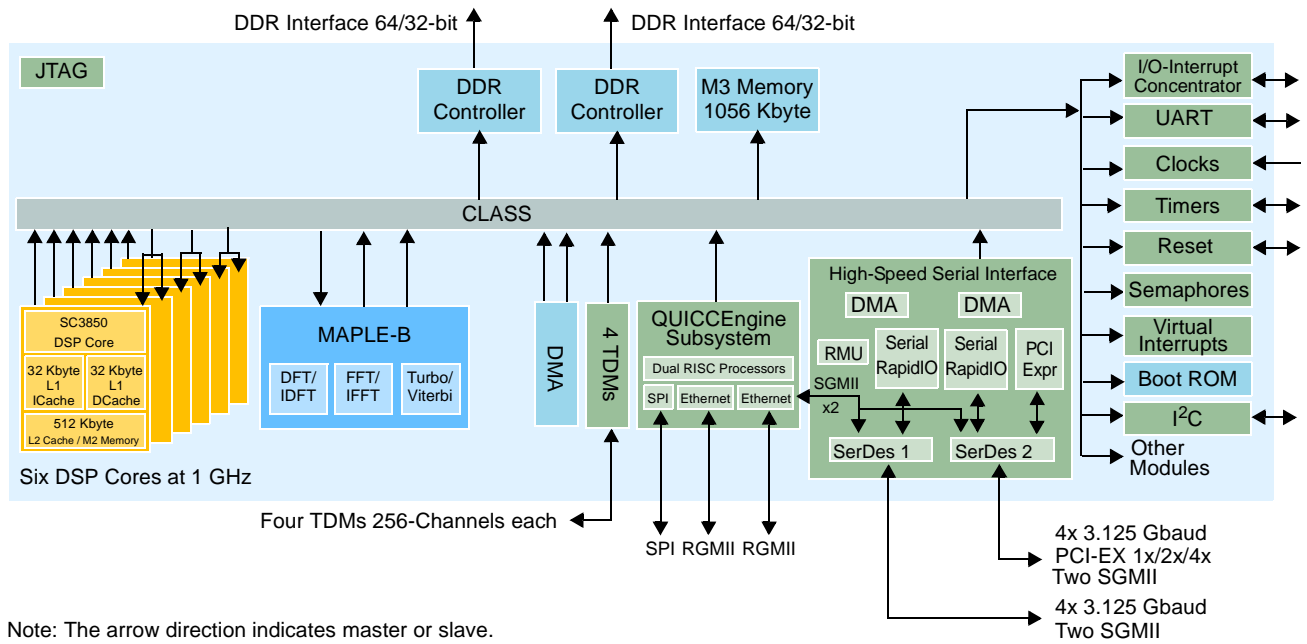 DDR Interface 64/32-bit
DDR Interface 64/32-bit
JTAG
DDR
Controller
DDR
Controller
M3 Memory
1056 Kbyte
I/O-Interrupt
Concentrator
UART
Clocks
Timers
Reset
Semaphores
Virtual
Interrupts
Boot ROM
I²C
Other
Modules
CLASS
SC3850
DSP Core
32 Kbyte
L1
ICache
32 Kbyte
L1
DCache
512 Kbyte
L2 Cache / M2 Memory
Six DSP Cores at 1 GHz
MAPLE-B
DFT/
IDFT
FFT/
IFFT
Turbo/
Viterbi
DMA
4 TDMs
QUICCEngine
Subsystem
Dual RISC Processors
SPI
Ethernet
Ethernet
High-Speed Serial Interface
DMA
DMA
RMU
Serial
RapidIO
Serial
RapidIO
PCI
Expr
SGMII
x2
SerDes 1
SerDes 2
Four TDMs 256-Channels each
SPI
RGMII
RGMII
4x 3.125 Gbaud
PCI-EX 1x/2x/4x
Two SGMII
4x 3.125 Gbaud
Two SGMII
Note: The arrow direction indicates master or slave.